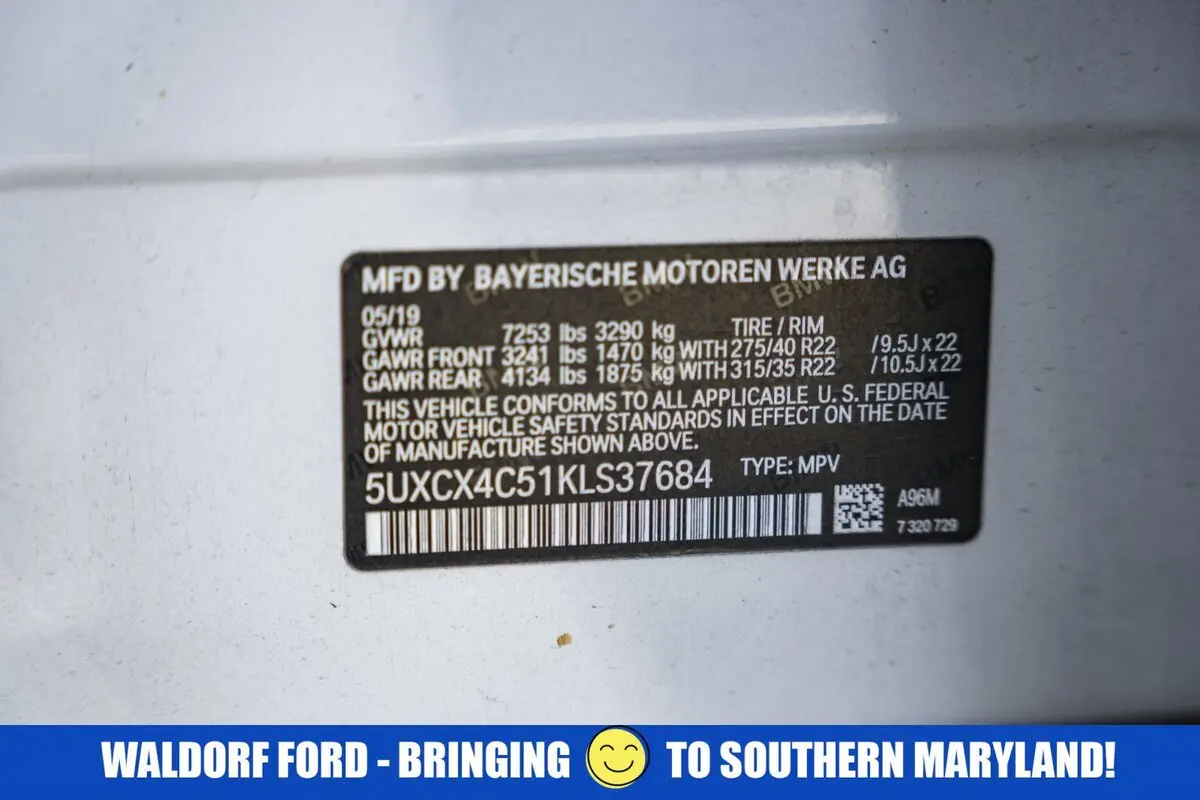 MFD BY BAYERISCHE MOTOREN WERKE AG
05/19
GVWR 7253 lbs 3290 kg TIRE / RIM
GAWR FRONT 3241 lbs 1470 kg WITH 275/40 R22 /9.5J x 22
GAWR REAR 4134 lbs 1875 kg WITH 315/35 R22 /10.5J x 22
THIS VEHICLE CONFORMS TO ALL APPLICABLE U. S. FEDERAL
MOTOR VEHICLE SAFETY STANDARDS IN EFFECT ON THE DATE
OF MANUFACTURE SHOWN ABOVE.
5UXCX4C51KLS37684 TYPE: MPV
A96M
7 320 729
WALDORF FORD - BRINGING TO SOUTHERN MARYLAND!